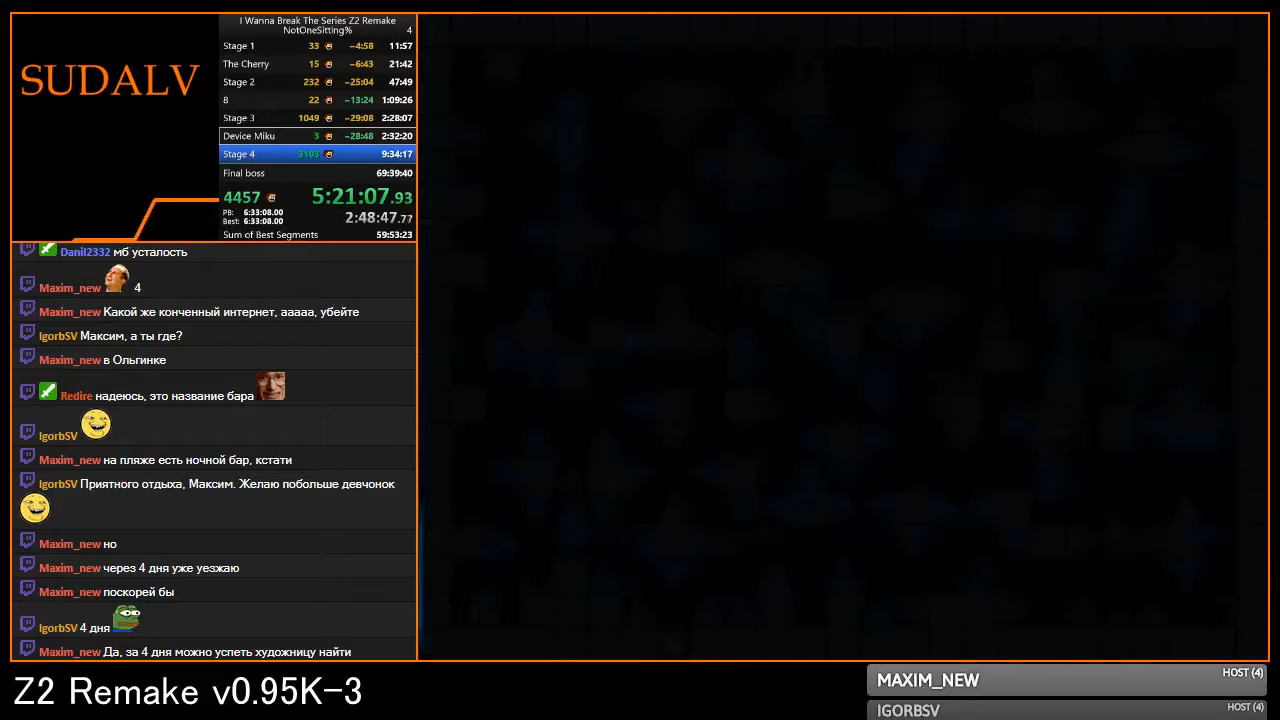 SUDALV
I Wanna Break The Series Z2 Remake
NotOneSitting% 4
Stage 1 33 -4:58 11:57
The Cherry 15 -6:43 21:42
Stage 2 232 -25:04 47:49
8 22 -13:24 1:09:26
Stage 3 1049 -29:08 2:28:07
Device Miku 3 -28:48 2:32:20
Stage 4 3103 9:34:17
Final boss 69:39:40
4457 5:21:07.93
PB: 6:33:08.00
Best: 6:33:08.00
2:48:47.77
Sum of Best Segments 59:53:23
Danil2332 мб усталость
Maxim_new 4
Maxim_new Какой же конченный интернет, ааааа, убейте
IgorbSV Максим, а ты где?
Maxim_new в Ольгинке
Redire надеюсь, это название бара
IgorbSV
Maxim_new на пляже есть ночной бар, кстати
IgorbSV Приятного отдыха, Максим. Желаю побольше девчонок
Maxim_new но
Maxim_new через 4 дня уже уезжаю
Maxim_new поскорей бы
IgorbSV 4 дня
Maxim_new Да, за 4 дня можно успеть художницу найти
Z2 Remake v0.95K-3
MAXIM_NEW HOST (4)
IGORBSV HOST (4)